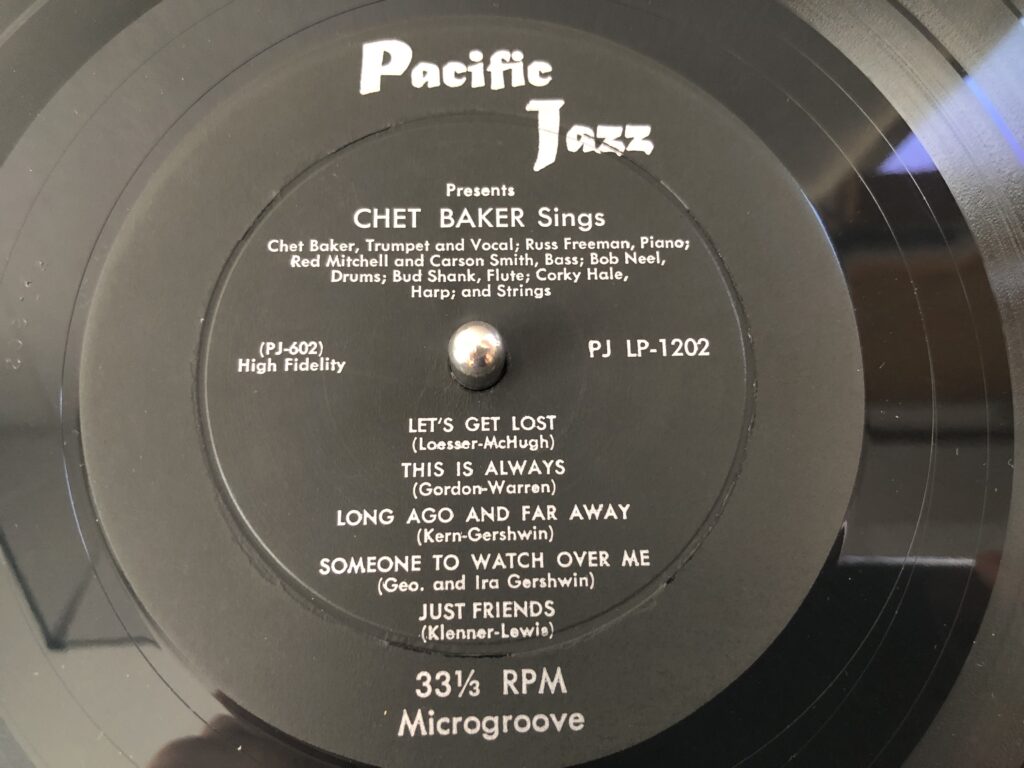 Pacific
Jazz
Presents
CHET BAKER Sings
Chet Baker, Trumpet and Vocal; Russ Freeman, Piano;
Red Mitchell and Carson Smith, Bass; Bob Neel,
Drums; Bud Shank, Flute; Corky Hale,
Harp; and Strings
(PJ-602)
High Fidelity
PJ LP-1202
LET'S GET LOST
(Loesser-McHugh)
THIS IS ALWAYS
(Gordon-Warren)
LONG AGO AND FAR AWAY
(Kern-Gershwin)
SOMEONE TO WATCH OVER ME
(Geo. and Ira Gershwin)
JUST FRIENDS
(Klenner-Lewis)
33⅓ RPM
Microgroove